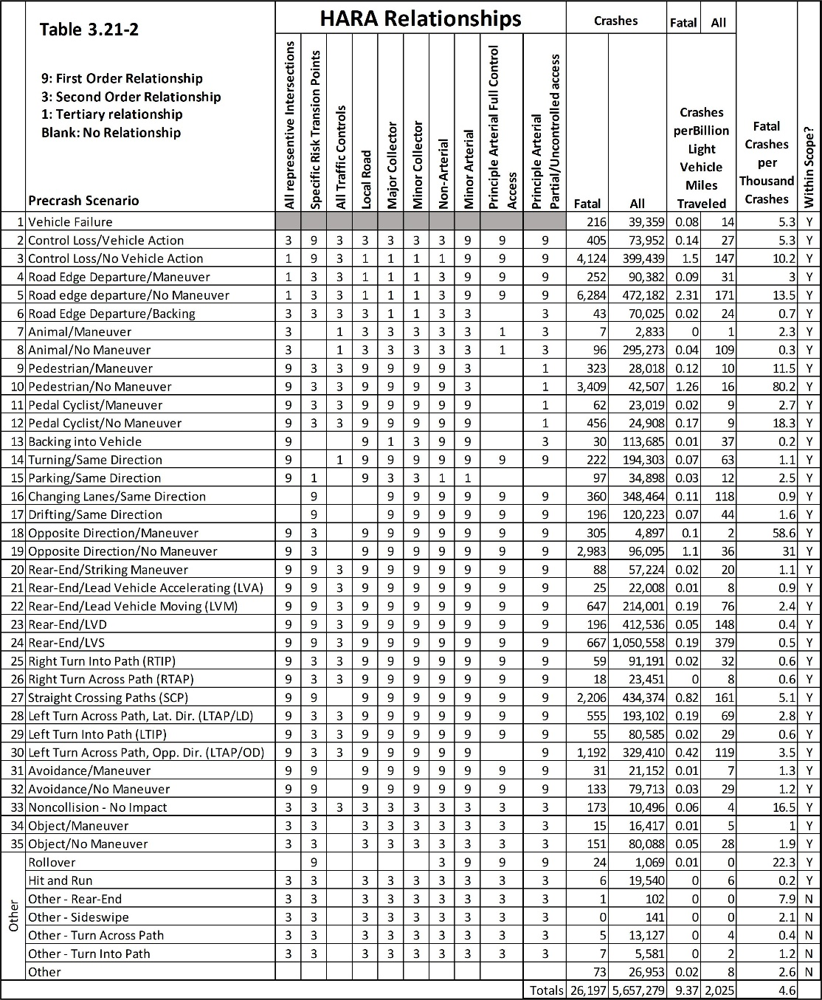 Table 3.21-2
9: First Order Relationship
3: Second Order Relationship
1: Tertiary relationship
Blank: No Relationship
Precrash Scenario
HARA Relationships
All representive Intersections
Specific Risk Transtion Points
All Traffic Controls
Local Road
Major Collector
Minor Collector
Non-Arterial
Minor Arterial
Principle Arterial Full Control
Access
Principle Arterial
Partial/Uncontrolled access
Crashes
Fatal
All
Fatal All
Crashes
perBillion
Light
Vehicle
Miles
Traveled
Fatal
Crashes
per
Thousand
Crashes
Within Scope?
1 Vehicle Failure 216 39,359 0.08 14 5.3 Y
2 Control Loss/Vehicle Action 3 9 3 3 3 3 3 9 9 9 405 73,952 0.14 27 5.3 Y
3 Control Loss/No Vehicle Action 1 9 3 1 1 1 1 9 9 9 4,124 399,439 1.5 147 10.2 Y
4 Road Edge Departure/Maneuver 1 3 3 1 1 1 3 9 9 9 252 90,382 0.09 31 3 Y
5 Road edge departure/No Maneuver 1 3 3 1 1 1 3 9 9 9 6,284 472,182 2.31 171 13.5 Y
6 Road Edge Departure/Backing 3 3 3 3 1 1 3 3 3 43 70,025 0.02 24 0.7 Y
7 Animal/Maneuver 3 1 3 3 3 3 3 1 3 7 2,833 0 1 2.3 Y
8 Animal/No Maneuver 3 1 3 3 3 3 3 1 3 96 295,273 0.04 109 0.3 Y
9 Pedestrian/Maneuver 9 3 3 9 9 9 9 3 1 323 28,018 0.12 10 11.5 Y
10 Pedestrian/No Maneuver 9 3 3 9 9 9 9 3 1 3,409 42,507 1.26 16 80.2 Y
11 Pedal Cyclist/Maneuver 9 3 3 9 9 9 9 9 1 62 23,019 0.02 9 2.7 Y
12 Pedal Cyclist/No Maneuver 9 3 3 9 9 9 9 9 1 456 24,908 0.17 9 18.3 Y
13 Backing into Vehicle 9 9 1 3 9 9 3 30 113,685 0.01 37 0.2 Y
14 Turning/Same Direction 9 1 9 9 9 9 9 9 9 222 194,303 0.07 63 1.1 Y
15 Parking/Same Direction 9 1 9 3 3 1 1 97 34,898 0.03 12 2.5 Y
16 Changing Lanes/Same Direction 9 9 9 9 9 9 9 360 348,464 0.11 118 0.9 Y
17 Drifting/Same Direction 9 9 9 9 9 9 9 196 120,223 0.07 44 1.6 Y
18 Opposite Direction/Maneuver 9 3 9 9 9 9 9 9 9 305 4,897 0.1 2 58.6 Y
19 Opposite Direction/No Maneuver 9 3 9 9 9 9 9 9 9 2,983 96,095 1.1 36 31 Y
20 Rear-End/Striking Maneuver 9 9 3 9 9 9 9 9 9 9 88 57,224 0.02 20 1.1 Y
21 Rear-End/Lead Vehicle Accelerating (LVA) 9 9 3 9 9 9 9 9 9 9 25 22,008 0.01 8 0.9 Y
22 Rear-End/Lead Vehicle Moving (LVM) 9 9 3 9 9 9 9 9 9 9 647 214,001 0.19 76 2.4 Y
23 Rear-End/LVD 9 9 3 9 9 9 9 9 9 9 196 412,536 0.05 148 0.4 Y
24 Rear-End/LVS 9 9 3 9 9 9 9 9 9 9 667 1,050,558 0.19 379 0.5 Y
25 Right Turn Into Path (RTIP) 9 3 3 9 9 9 9 9 9 9 59 91,191 0.02 32 0.6 Y
26 Right Turn Across Path (RTAP) 9 3 3 9 9 9 9 9 9 9 18 23,451 0 8 0.6 Y
27 Straight Crossing Paths (SCP) 9 9 9 9 9 9 9 9 9 2,206 434,374 0.82 161 5.1 Y
28 Left Turn Across Path, Lat. Dir. (LTAP/LD) 9 3 3 9 9 9 9 9 9 9 555 193,102 0.19 69 2.8 Y
29 Left Turn Into Path (LTIP) 9 3 3 9 9 9 9 9 9 9 55 80,585 0.02 29 0.6 Y
30 Left Turn Across Path, Opp. Dir. (LTAP/OD) 9 3 3 9 9 9 9 9 9 1,192 329,410 0.42 119 3.5 Y
31 Avoidance/Maneuver 9 9 9 9 9 9 9 9 9 31 21,152 0.01 7 1.3 Y
32 Avoidance/No Maneuver 9 9 9 9 9 9 9 9 9 133 79,713 0.03 29 1.2 Y
33 Noncollision - No Impact 3 3 3 3 3 3 3 3 3 3 173 10,496 0.06 4 16.5 Y
34 Object/Maneuver 3 3 3 3 3 3 3 3 3 15 16,417 0.01 5 1 Y
35 Object/No Maneuver 3 3 3 3 3 3 3 3 3 151 80,088 0.05 28 1.9 Y
Other
Rollover 9 3 9 9 9 24 1,069 0.01 0 22.3 Y
Hit and Run 3 3 3 3 3 3 3 3 3 6 19,540 0 6 0.2 Y
Other - Rear-End 3 3 3 3 3 3 3 3 3 1 102 0 0 7.9 N
Other - Sideswipe 3 3 3 3 3 3 3 3 3 0 141 0 0 2.1 N
Other - Turn Across Path 3 3 3 3 3 3 3 3 3 5 13,127 0 4 0.4 N
Other - Turn Into Path 3 3 3 3 3 3 3 3 3 7 5,581 0 2 1.2 N
Other 73 26,953 0.02 8 2.6 N
Totals 26,197 5,657,279 9.37 2,025 4.6